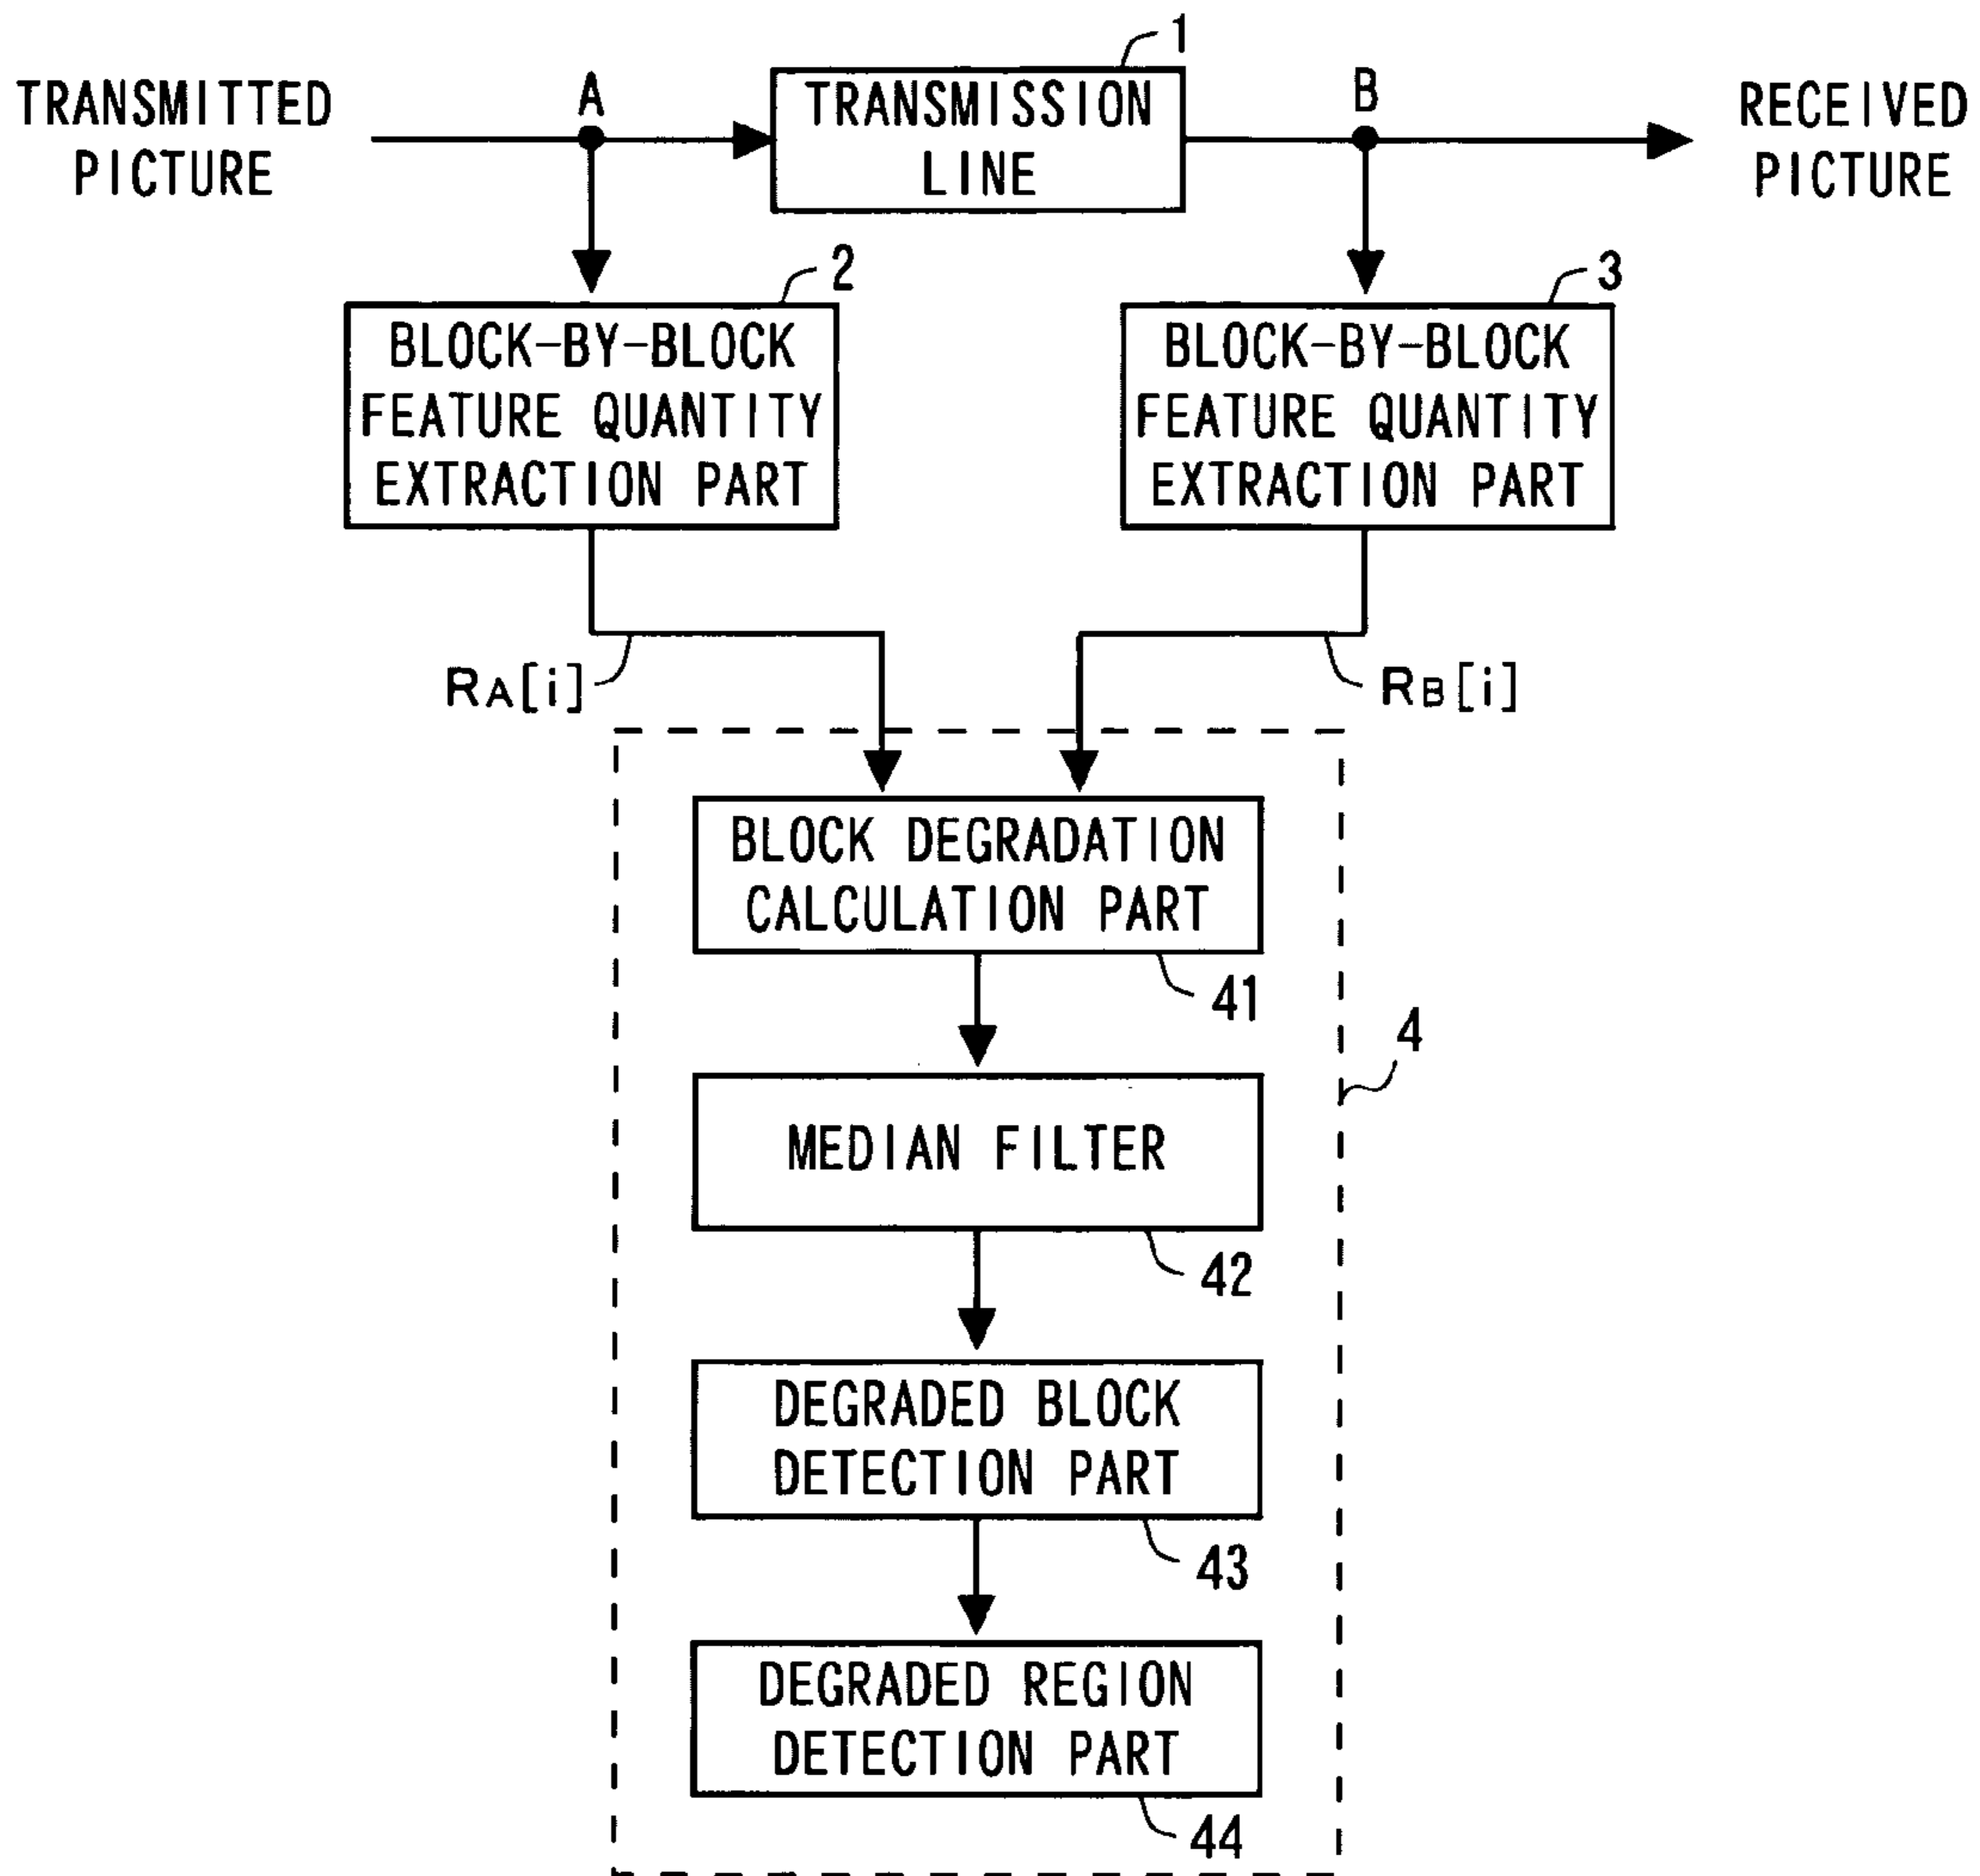 1
TRANSMITTED
PICTURE
A
TRANSMISSION
LINE
B
RECEIVED
PICTURE
2
BLOCK-BY-BLOCK
FEATURE QUANTITY
EXTRACTION PART
3
BLOCK-BY-BLOCK
FEATURE QUANTITY
EXTRACTION PART
RA[i]
RB[i]
BLOCK DEGRADATION
CALCULATION PART
41
4
MEDIAN FILTER
42
DEGRADED BLOCK
DETECTION PART
43
DEGRADED REGION
DETECTION PART
44